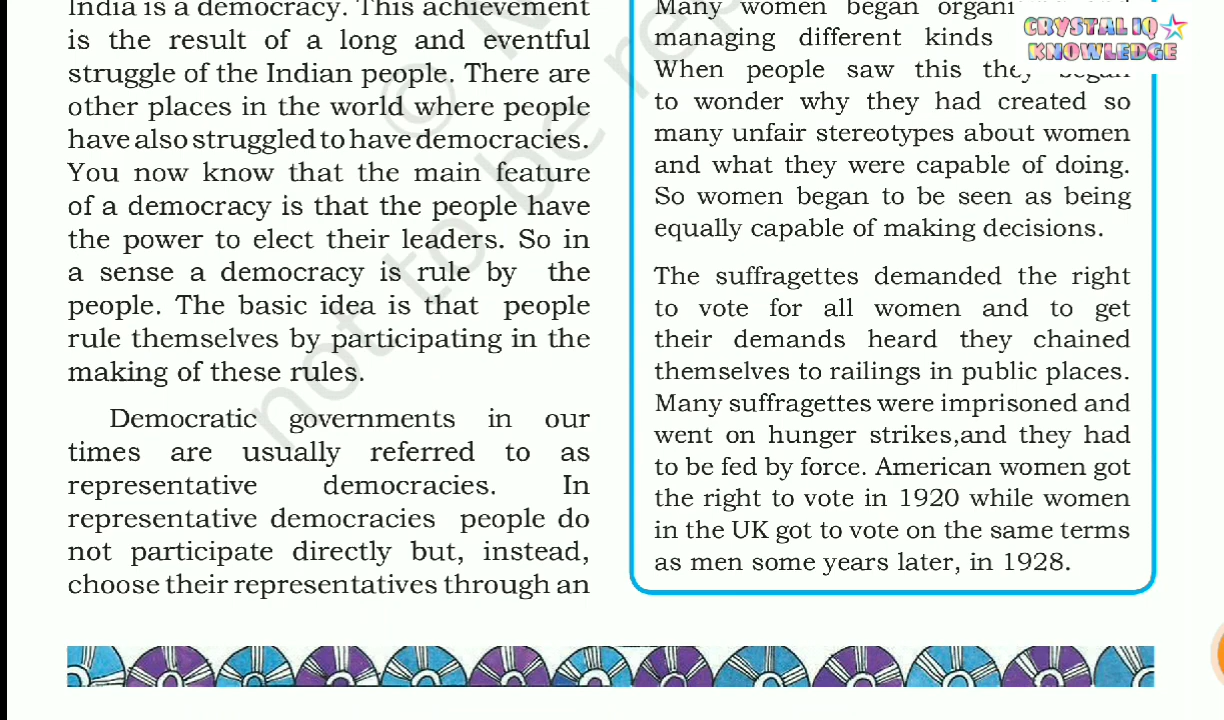 India is a democracy. This achievement
is the result of a long and eventful
struggle of the Indian people. There are
other places in the world where people
have also struggled to have democracies.
You now know that the main feature
of a democracy is that the people have
the power to elect their leaders. So in
a sense a democracy is rule by the
people. The basic idea is that people
rule themselves by participating in the
making of these rules.
Democratic governments in our
times are usually referred to as
representative democracies. In
representative democracies people do
not participate directly but, instead,
choose their representatives through an
Many women began
managing different kinds
When people saw this they began
to wonder why they had created so
many unfair stereotypes about women
and what they were capable of doing.
So women began to be seen as being
equally capable of making decisions.
The suffragettes demanded the right
to vote for all women and to get
their demands heard they chained
themselves to railings in public places.
Many suffragettes were imprisoned and
went on hunger strikes,and they had
to be fed by force. American women got
the right to vote in 1920 while women
in the UK got to vote on the same terms
as men some years later, in 1928.
CRYSTAL IQ
KNOWLEDGE
not to be